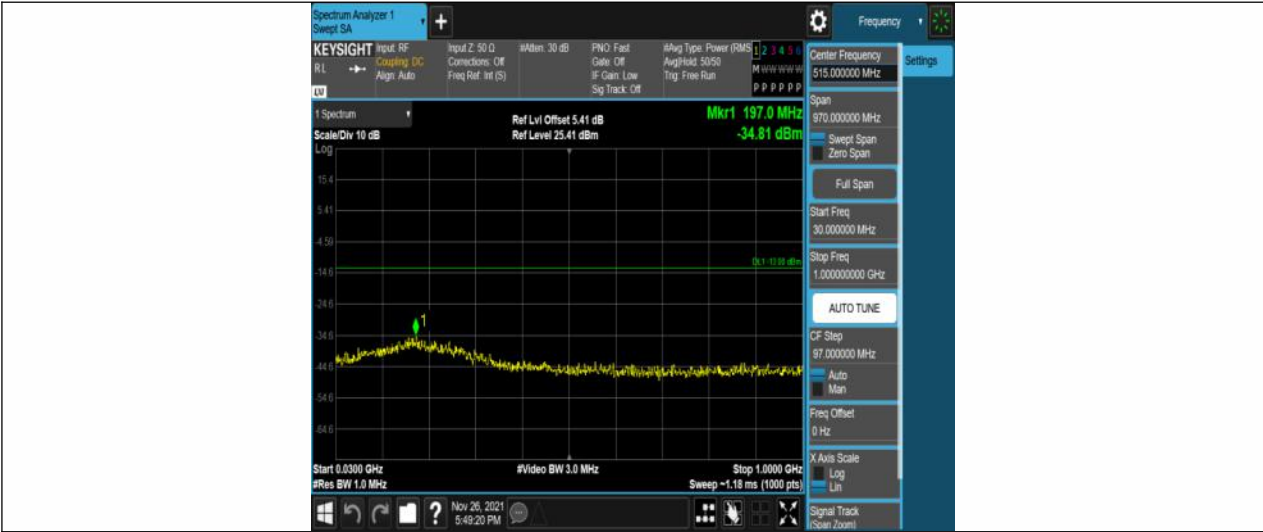 Spectrum Analyzer 1
Swept SA
+
Frequency
KEYSIGHT Input: RF
Coupling: DC
Align: Auto
RL
LV
Input Z: 50 Ω
Corrections: Off
Freq Ref: Int (S)
#Atten: 30 dB
PNO: Fast
Gate: Off
IF Gain: Low
Sig Track: Off
#Avg Type: Power (RMS
Avg|Hold: 50/50
Trig: Free Run
1 2 3 4 5 6
M W W W W W
P P P P P P
Center Frequency
515.000000 MHz
Settings
Span
970.000000 MHz
Swept Span
Zero Span
Full Span
Start Freq
30.000000 MHz
Stop Freq
1.000000000 GHz
AUTO TUNE
CF Step
97.000000 MHz
Auto
Man
Freq Offset
0 Hz
X Axis Scale
Log
Lin
Signal Track
(Span Zoom)
1 Spectrum
Scale/Div 10 dB
Ref Lvl Offset 5.41 dB
Ref Level 25.41 dBm
Mkr1 197.0 MHz
-34.81 dBm
Log
15.4
5.41
-4.59
DL1 -13.00 dBm
-14.6
-24.6
1
-34.6
-44.6
-54.6
-64.6
Start 0.0300 GHz
#Video BW 3.0 MHz
Stop 1.0000 GHz
#Res BW 1.0 MHz
Sweep ~1.18 ms (1000 pts)
?
Nov 26, 2021
5:49:20 PM